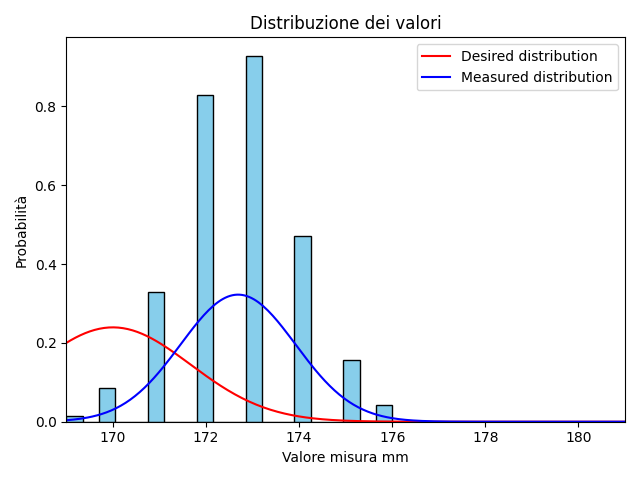 Distribuzione dei valori
Desired distribution
Measured distribution
Probabilità
0.8
0.6
0.4
0.2
0.0
170 172 174 176 178 180
Valore misura mm